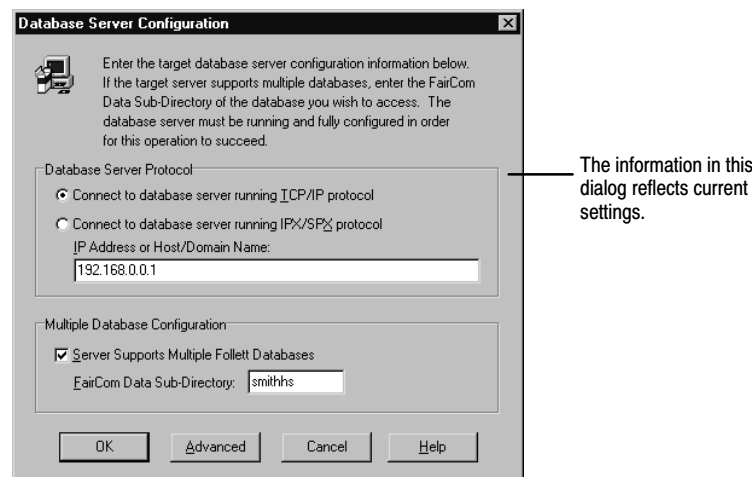 Database Server Configuration
Enter the target database server configuration information below.
If the target server supports multiple databases, enter the FairCom
Data Sub-Directory of the database you wish to access. The
database server must be running and fully configured in order
for this operation to succeed.
Database Server Protocol
Connect to database server running TCP/IP protocol
Connect to database server running IPX/SPX protocol
IP Address or Host/Domain Name:
192.168.0.0.1
Multiple Database Configuration
Server Supports Multiple Follett Databases
FairCom Data Sub-Directory: smithhs
OK Advanced Cancel Help
The information in this
dialog reflects current
settings.